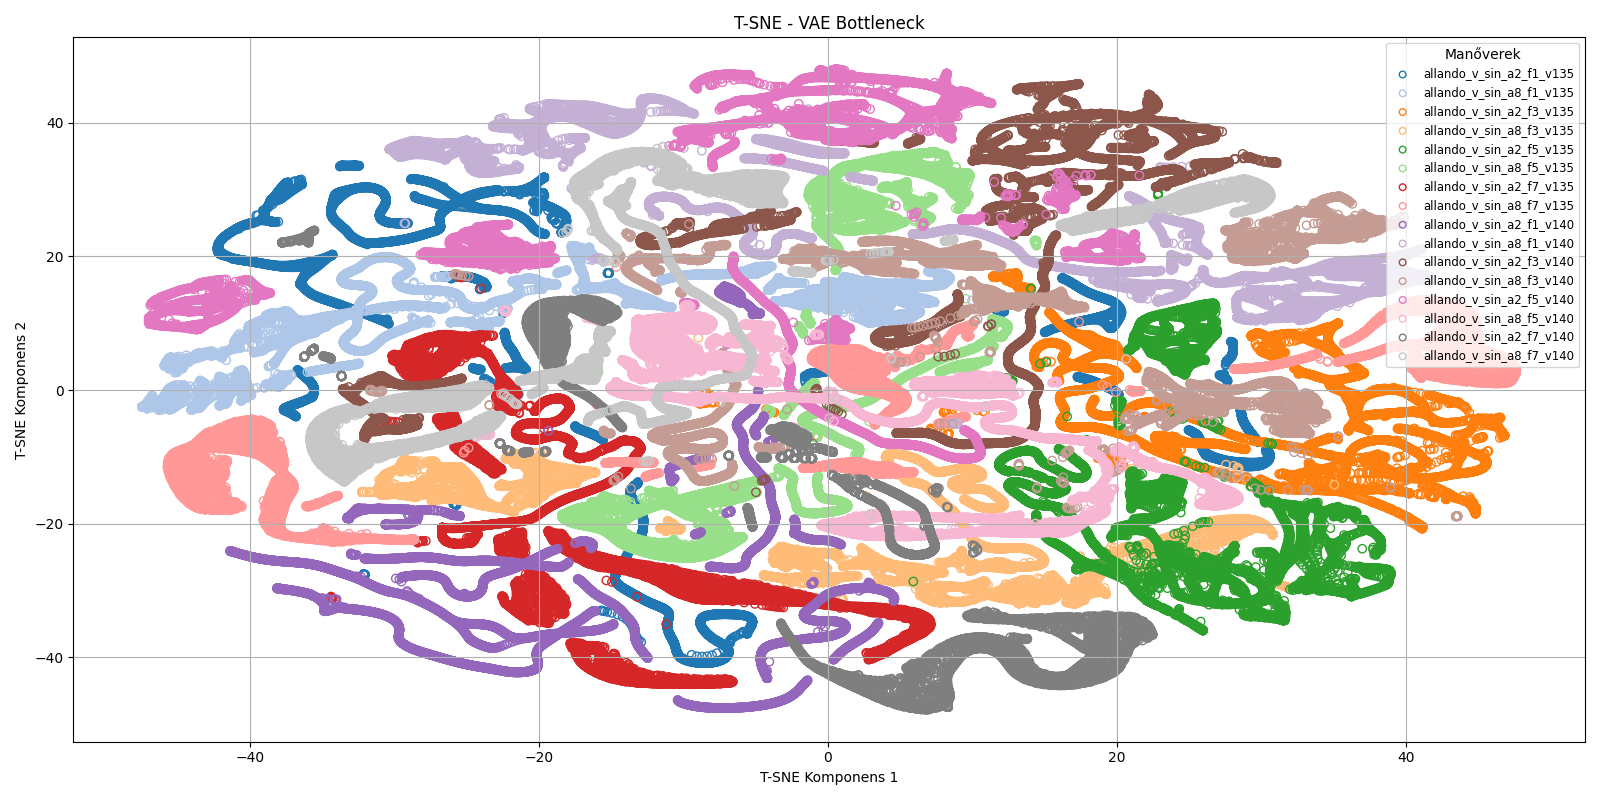 T-SNE - VAE Bottleneck
Manőverek
allando_v_sin_a2_f1_v135
allando_v_sin_a8_f1_v135
allando_v_sin_a2_f3_v135
allando_v_sin_a8_f3_v135
allando_v_sin_a2_f5_v135
allando_v_sin_a8_f5_v135
allando_v_sin_a2_f7_v135
allando_v_sin_a8_f7_v135
allando_v_sin_a2_f1_v140
allando_v_sin_a8_f1_v140
allando_v_sin_a2_f3_v140
allando_v_sin_a8_f3_v140
allando_v_sin_a2_f5_v140
allando_v_sin_a8_f5_v140
allando_v_sin_a2_f7_v140
allando_v_sin_a8_f7_v140
T-SNE Komponens 2
40
20
0
−20
−40
−40 −20 0 20 40
T-SNE Komponens 1